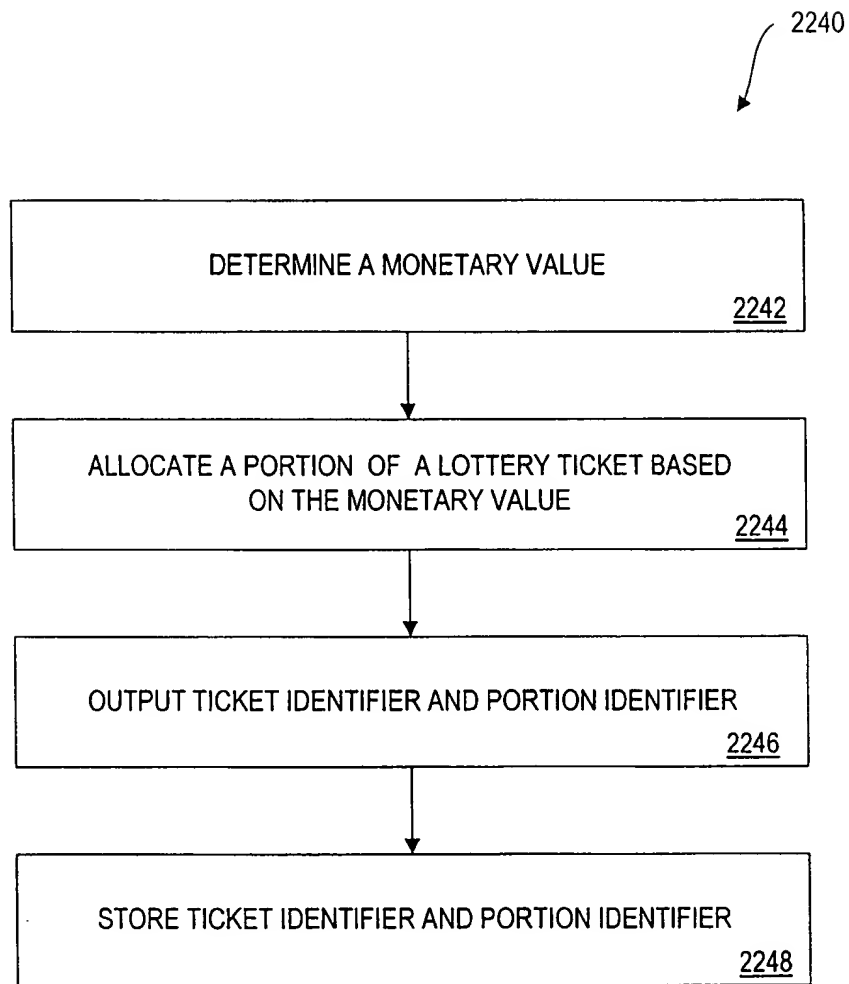 2240
DETERMINE A MONETARY VALUE
2242
ALLOCATE A PORTION OF A LOTTERY TICKET BASED
ON THE MONETARY VALUE
2244
OUTPUT TICKET IDENTIFIER AND PORTION IDENTIFIER
2246
STORE TICKET IDENTIFIER AND PORTION IDENTIFIER
2248